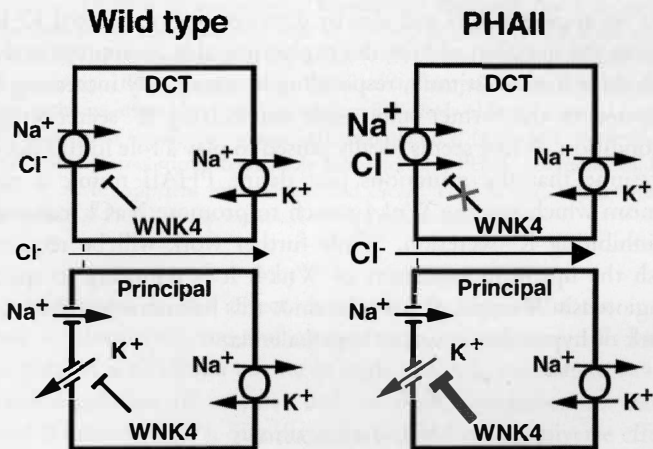 Wild type
DCT
Na⁺
Cl⁻
Na⁺
K⁺
WNK4
Cl⁻
Principal
Na⁺
K⁺
Na⁺
K⁺
WNK4
PHAII
DCT
Na⁺
Cl⁻
Na⁺
K⁺
WNK4
Cl⁻
Principal
Na⁺
K⁺
Na⁺
K⁺
WNK4